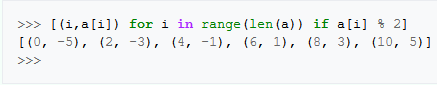 >>> [(i,a[i]) for i in range(len(a)) if a[i] % 2]
[(0, -5), (2, -3), (4, -1), (6, 1), (8, 3), (10, 5)]
>>>